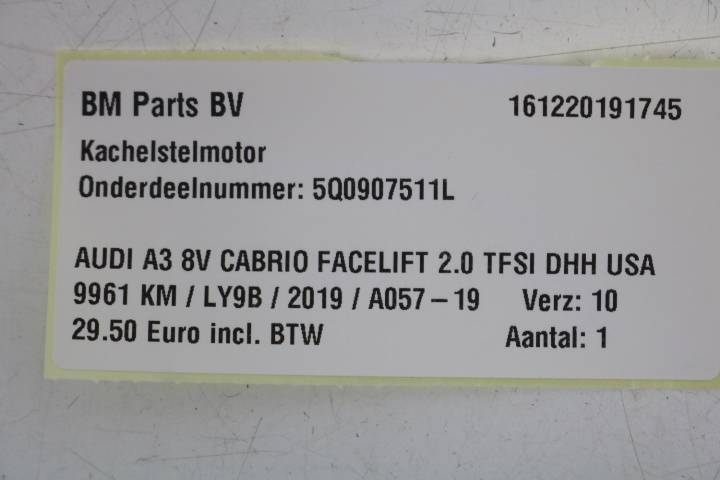 BM Parts BV 161220191745
Kachelstelmotor
Onderdeelnummer: 5Q0907511L
AUDI A3 8V CABRIO FACELIFT 2.0 TFSI DHH USA
9961 KM / LY9B / 2019 / A057-19 Verz: 10
29.50 Euro incl. BTW Aantal: 1